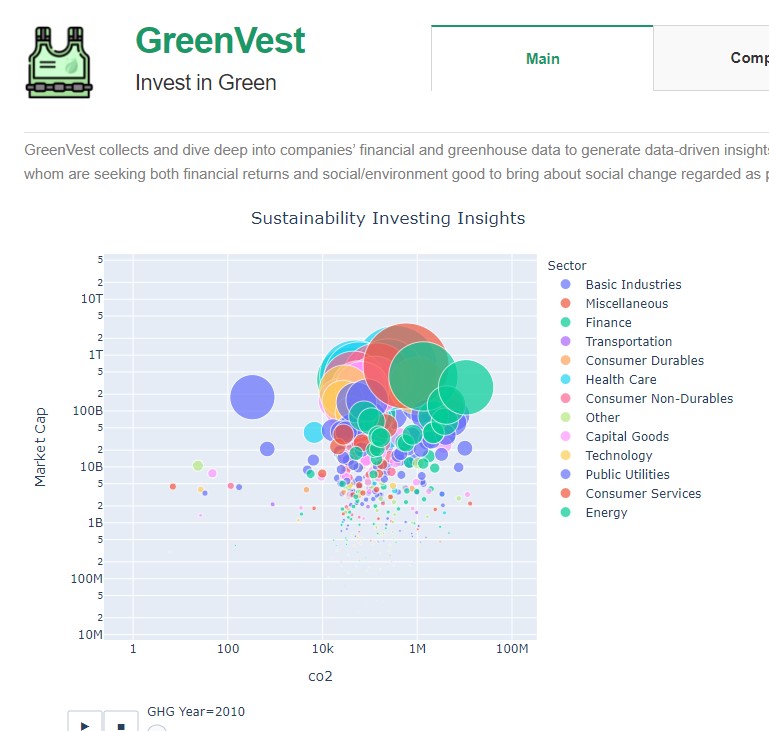 GreenVest
Invest in Green
Main
Comp
GreenVest collects and dive deep into companies’ financial and greenhouse data to generate data-driven insights
whom are seeking both financial returns and social/environment good to bring about social change regarded as p
Sustainability Investing Insights
Sector
Basic Industries
Miscellaneous
Finance
Transportation
Consumer Durables
Health Care
Consumer Non-Durables
Other
Capital Goods
Technology
Public Utilities
Consumer Services
Energy
Market Cap
5
10T
5
2
1T
5
2
100B
5
2
10B
5
2
1B
5
2
100M
5
2
10M
1
100
10k
1M
100M
co2
GHG Year=2010